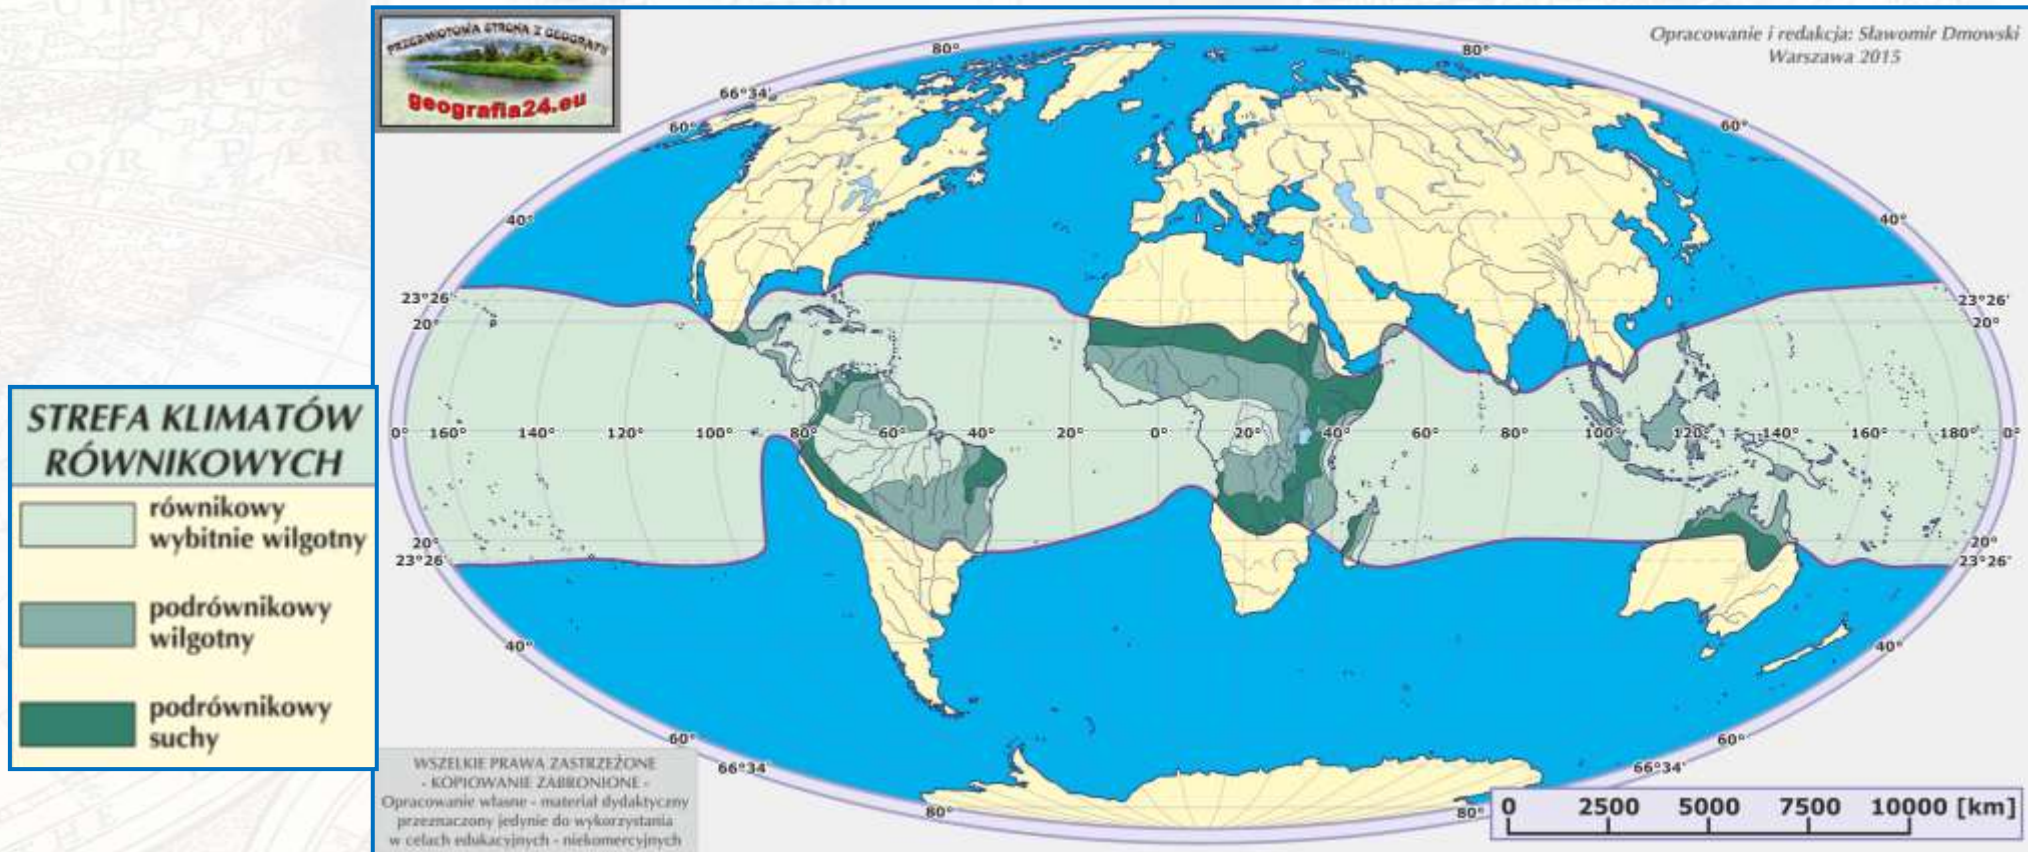 PRZEDMIOTOWA STRONA Z GEOGRAFII
geografia24.eu
Opracowanie i redakcja: Sławomir Dmowski
Warszawa 2015
STREFA KLIMATÓW
RÓWNIKOWYCH
równikowy
wybitnie wilgotny
podrównikowy
wilgotny
podrównikowy
suchy
80° 80°
66°34'
60° 60°
40° 40°
23°26' 23°26'
20° 20°
0° 160° 140° 120° 100° 80° 60° 40° 20° 0° 20° 40° 60° 80° 100° 120° 140° 160° 180° 0°
20° 20°
23°26' 23°26'
40° 40°
60° 60°
66°34 66°34'
80° 80°
WSZELKIE PRAWA ZASTRZEŻONE
- KOPIOWANIE ZABRONIONE -
Opracowanie własne - materiał dydaktyczny
przeznaczony jedynie do wykorzystania
w celach edukacyjnych - niekomercyjnych
0 2500 5000 7500 10000 [km]